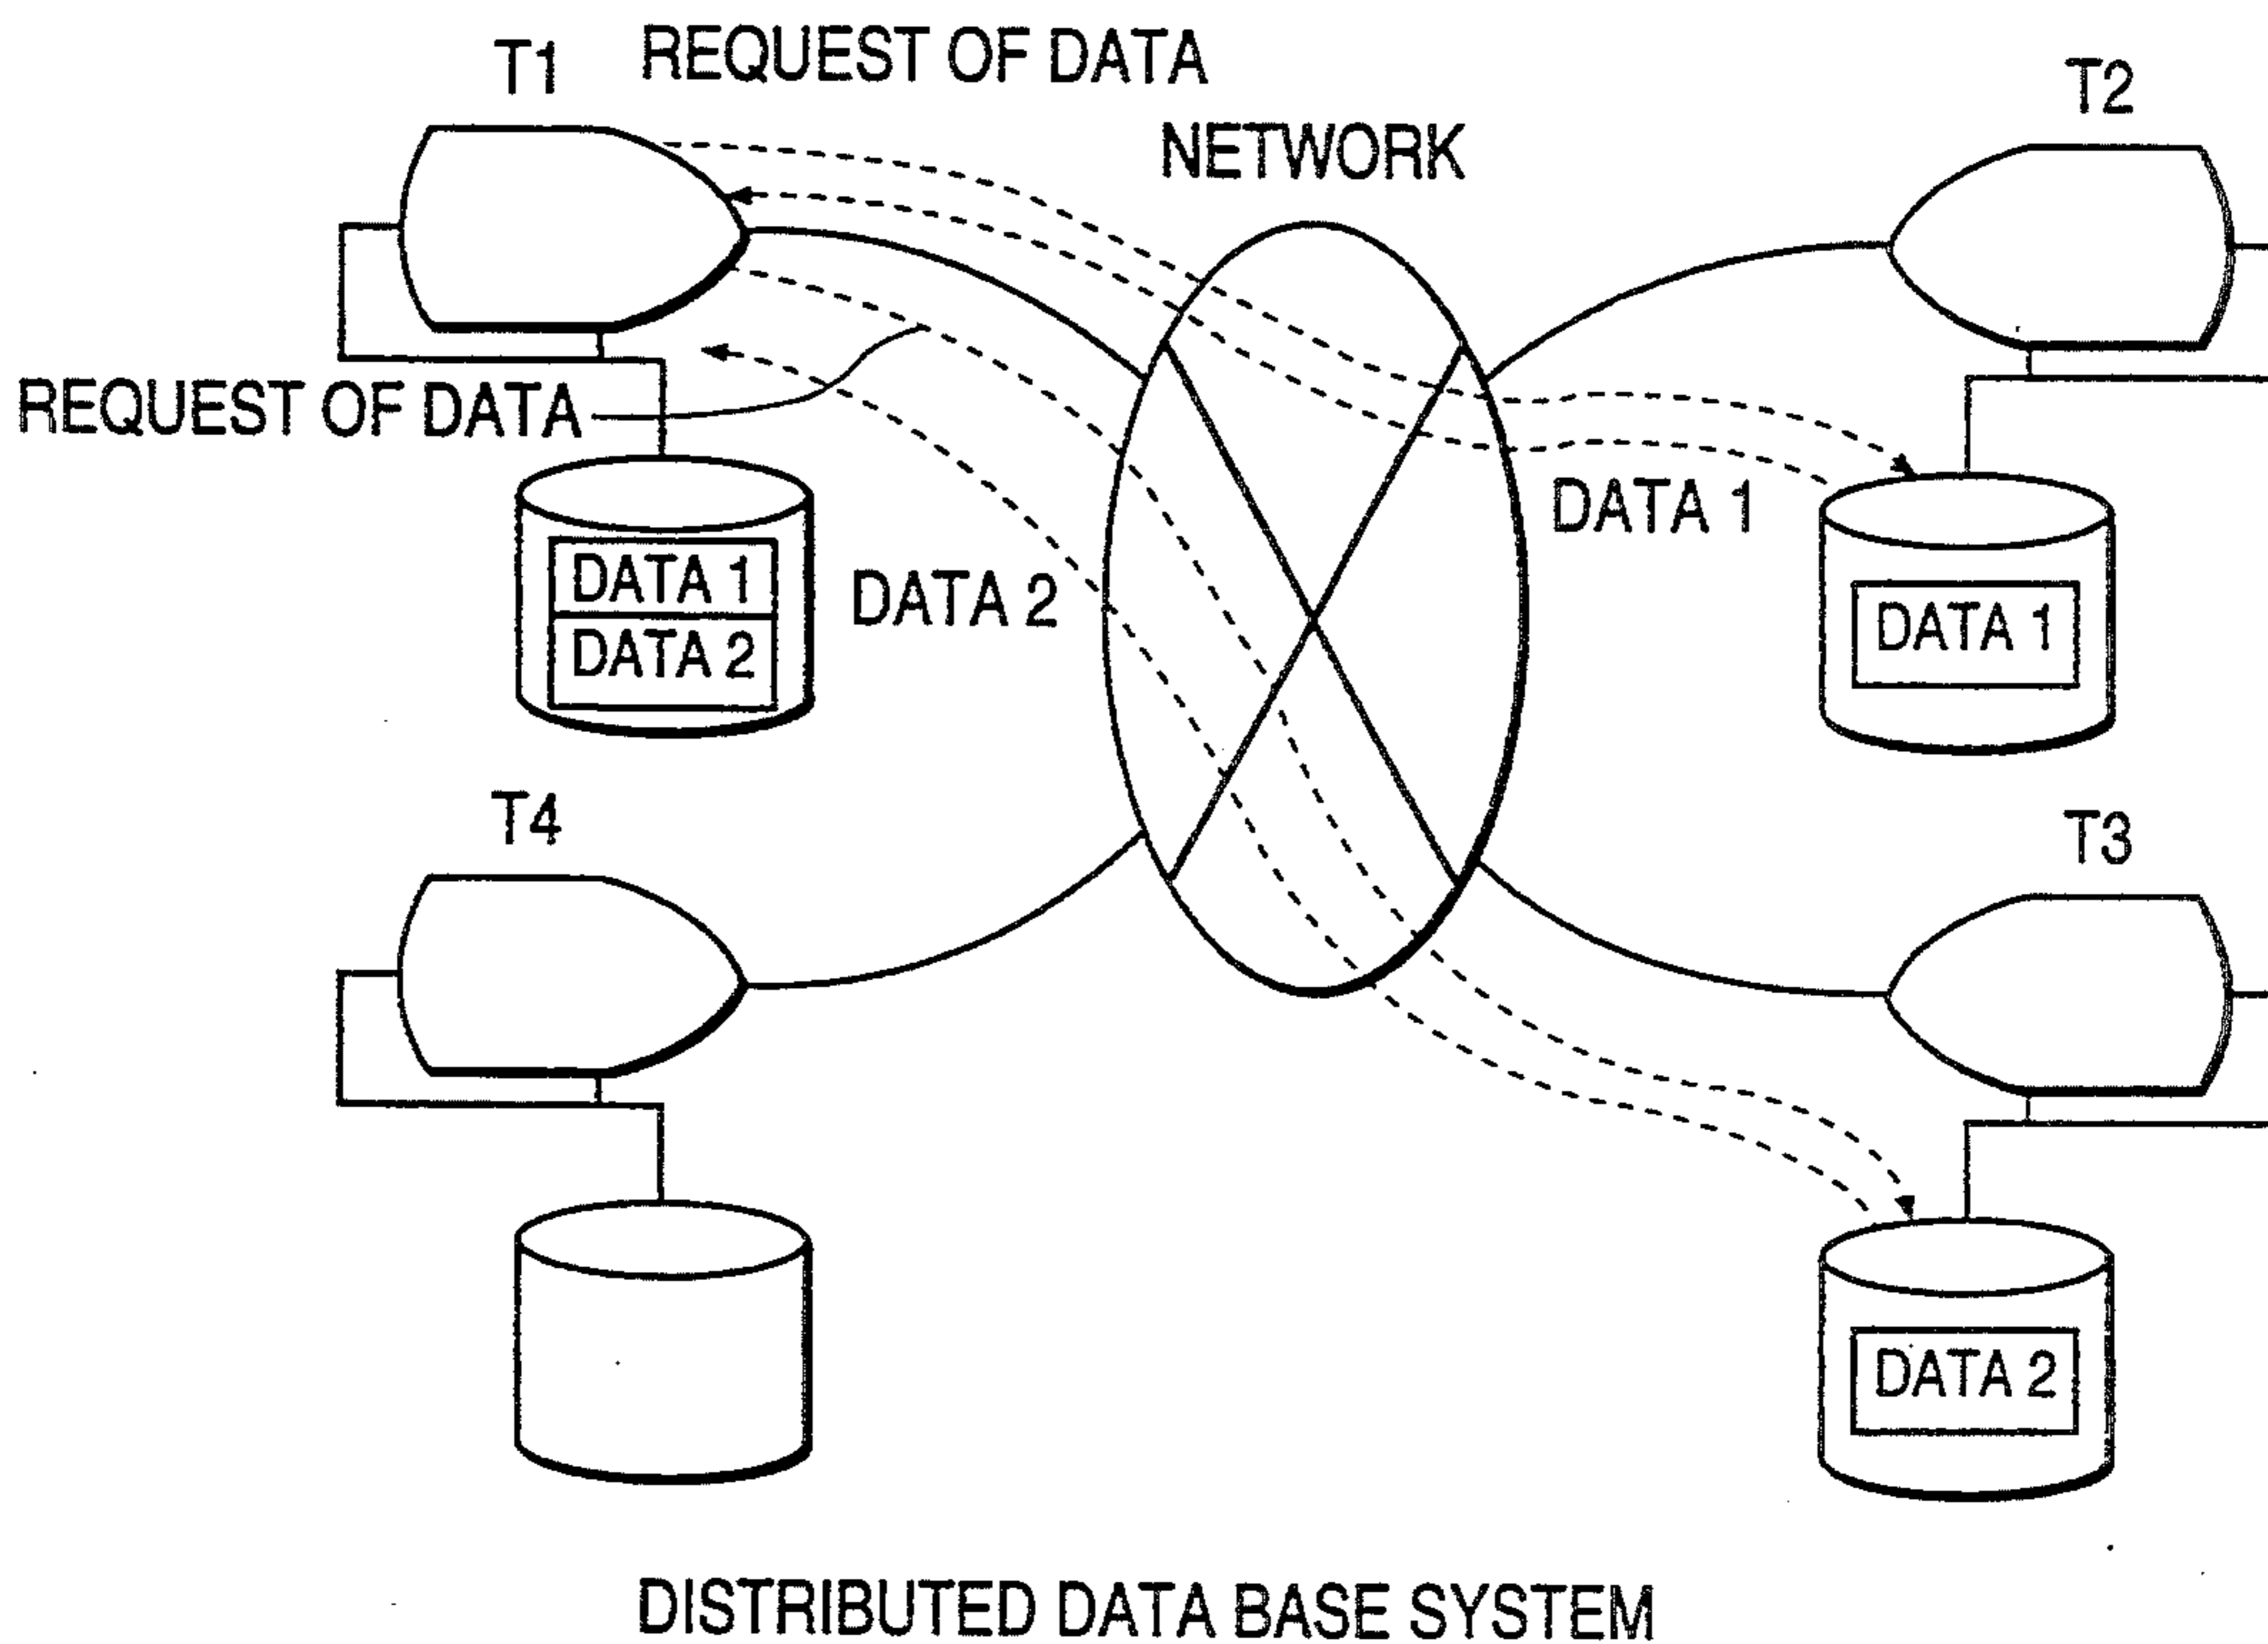 T1
REQUEST OF DATA
T2
NETWORK
REQUEST OF DATA
DATA 1
DATA 1
DATA 2
DATA 2
DATA 1
T4
T3
DATA 2
DISTRIBUTED DATA BASE SYSTEM